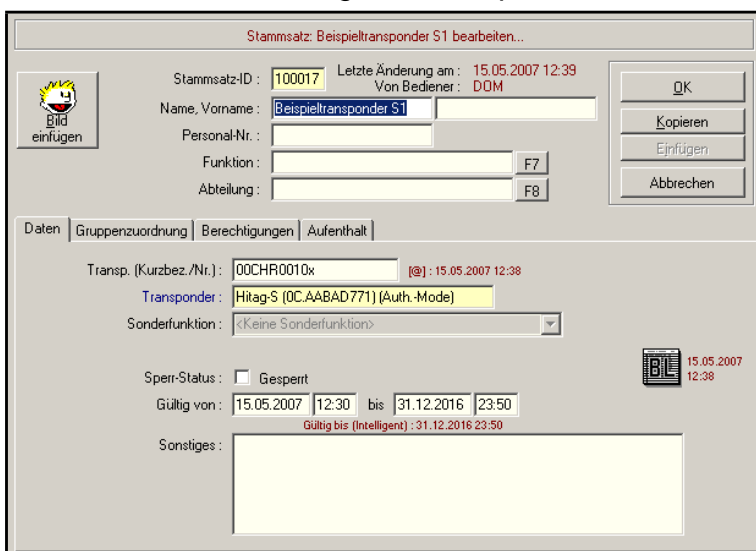 Stammsatz: Beispieltransponder S1 bearbeiten...
Bild einfügen
Stammsatz-ID : 100017 Letzte Änderung am : 15.05.2007 12:39
Von Bediener : DOM
Name, Vorname : Beispieltransponder S1
Personal-Nr. :
Funktion : F7
Abteilung : F8
OK
Kopieren
Einfügen
Abbrechen
Daten Gruppenzuordnung Berechtigungen Aufenthalt
Transp. (Kurzbez./Nr.) : 00CHR0010x [@] : 15.05.2007 12:38
Transponder : Hitag-S (0C.AABAD771) (Auth.-Mode)
Sonderfunktion : <Keine Sonderfunktion>
BL 15.05.2007 12:38
Sperr-Status : Gesperrt
Gültig von : 15.05.2007 12:30 bis 31.12.2016 23:50
Gültig bis (Intelligent) : 31.12.2016 23:50
Sonstiges :